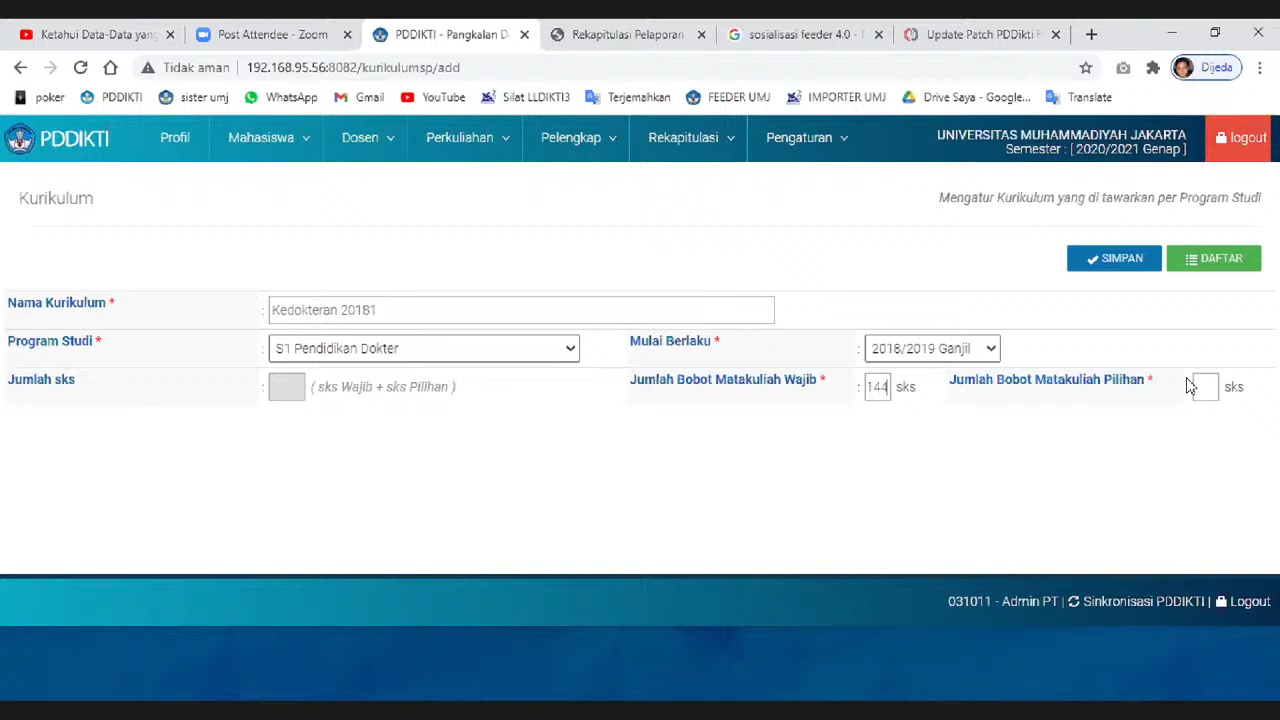 Ketahui Data-Data yang
Post Attendee - Zoom
PDDIKTI - Pangkalan D
Rekapitulasi Pelaporan
sosialisasi feeder 4.0 -
Update Patch PDDikti F
Tidak aman 192.168.95.56:8082/kurikulumsp/add
Dijeda
poker PDDIKTI sister umj WhatsApp Gmail YouTube Silat LLDIKTI3 Terjemahkan FEEDER UMJ IMPORTER UMJ Drive Saya - Google... Translate
PDDIKTI Profil Mahasiswa Dosen Perkuliahan Pelengkap Rekapitulasi Pengaturan
UNIVERSITAS MUHAMMADIYAH JAKARTA
Semester : [ 2020/2021 Genap ]
logout
Kurikulum
Mengatur Kurikulum yang di tawarkan per Program Studi
SIMPAN DAFTAR
Nama Kurikulum * : Kedokteran 20181
Program Studi * : S1 Pendidikan Dokter Mulai Berlaku * : 2018/2019 Ganjil
Jumlah sks : ( sks Wajib + sks Pilihan ) Jumlah Bobot Matakuliah Wajib * : 144 sks Jumlah Bobot Matakuliah Pilihan * sks
031011 - Admin PT | Sinkronisasi PDDIKTI | Logout